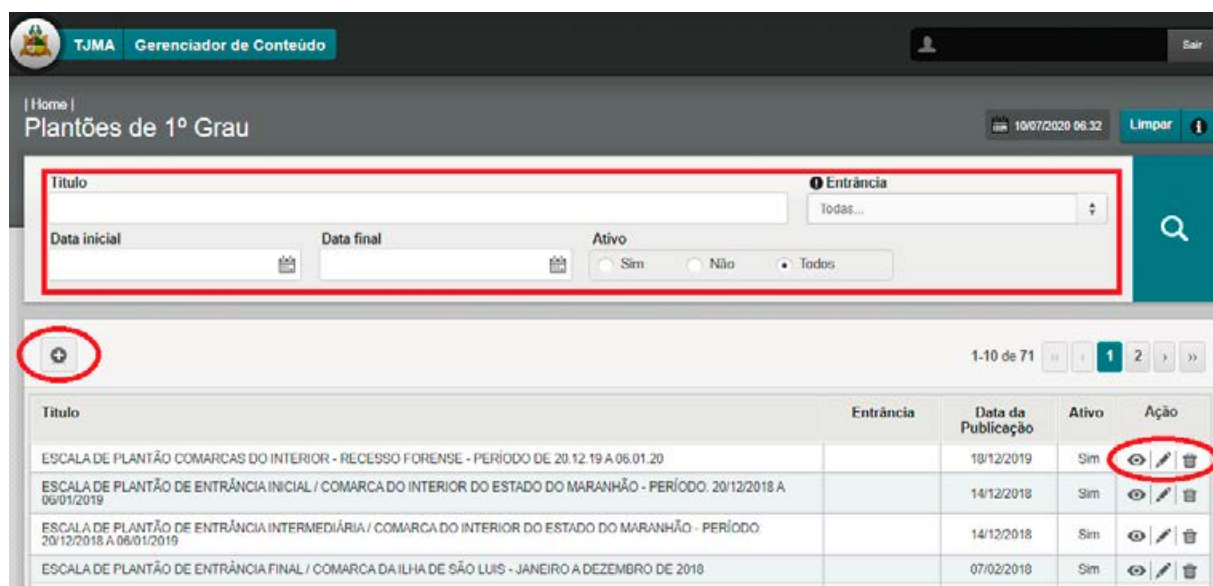 TJMA Gerenciador de Conteúdo Sair
| Home |
Plantões de 1º Grau 10/07/2020 06:32 Limpar
Título Entrância
Todas...
Data inicial Data final Ativo
Sim Não Todos
1-10 de 71 « ‹ 1 2 › »
Título Entrância Data da Publicação Ativo Ação
ESCALA DE PLANTÃO COMARCAS DO INTERIOR - RECESSO FORENSE - PERÍODO DE 20.12.19 A 06.01.20 18/12/2019 Sim
ESCALA DE PLANTÃO DE ENTRÂNCIA INICIAL / COMARCA DO INTERIOR DO ESTADO DO MARANHÃO - PERÍODO. 20/12/2018 A
06/01/2019 14/12/2018 Sim
ESCALA DE PLANTÃO DE ENTRÂNCIA INTERMEDIÁRIA / COMARCA DO INTERIOR DO ESTADO DO MARANHÃO - PERÍODO
20/12/2018 A 06/01/2019 14/12/2018 Sim
ESCALA DE PLANTÃO DE ENTRÂNCIA FINAL / COMARCA DA ILHA DE SÃO LUIS - JANEIRO A DEZEMBRO DE 2018 07/02/2018 Sim